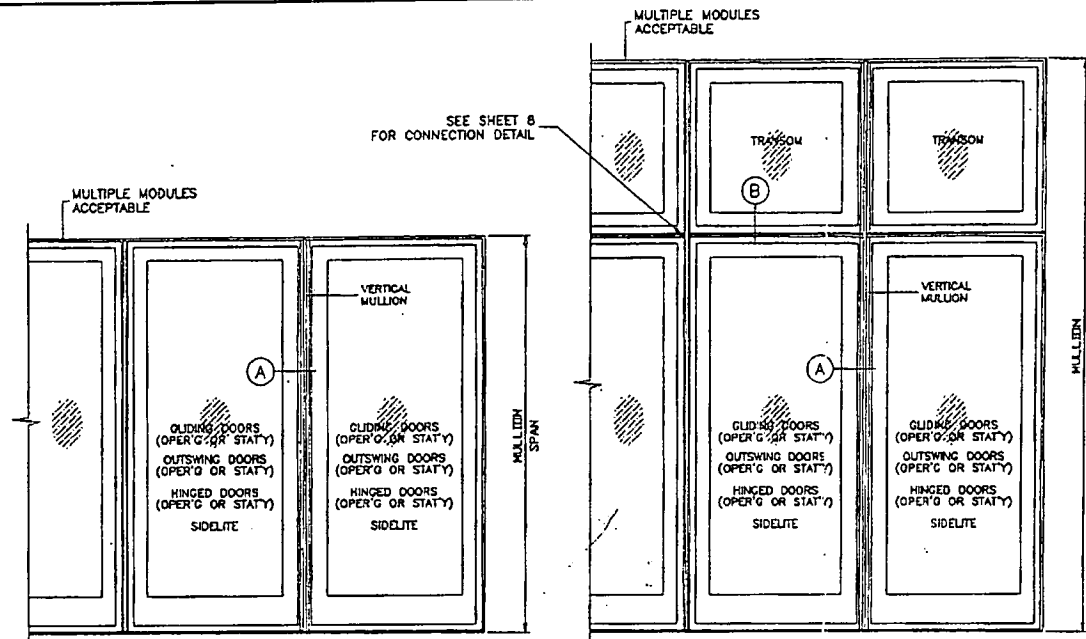 MULTIPLE MODULES
ACCEPTABLE
SEE SHEET 8
FOR CONNECTION DETAIL
TRANSOM
TRANSOM
B
MULTIPLE MODULES
ACCEPTABLE
VERTICAL
MULLION
A
GLIDING DOORS
(OPER'G OR STAT'Y)
OUTSWING DOORS
(OPER'G OR STAT'Y)
HINGED DOORS
(OPER'G OR STAT'Y)
SIDELITE
GLIDING DOORS
(OPER'G OR STAT'Y)
OUTSWING DOORS
(OPER'G OR STAT'Y)
HINGED DOORS
(OPER'G OR STAT'Y)
SIDELITE
MULLION
SPAN
VERTICAL
MULLION
A
GLIDING DOORS
(OPER'G OR STAT'Y)
OUTSWING DOORS
(OPER'G OR STAT'Y)
HINGED DOORS
(OPER'G OR STAT'Y)
SIDELITE
GLIDING DOORS
(OPER'G OR STAT'Y)
OUTSWING DOORS
(OPER'G OR STAT'Y)
HINGED DOORS
(OPER'G OR STAT'Y)
SIDELITE
MULLION